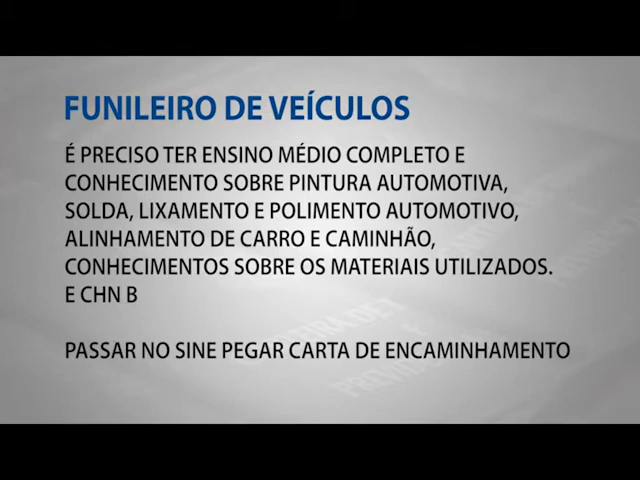 FUNILEIRO DE VEÍCULOS
É PRECISO TER ENSINO MÉDIO COMPLETO E
CONHECIMENTO SOBRE PINTURA AUTOMOTIVA,
SOLDA, LIXAMENTO E POLIMENTO AUTOMOTIVO,
ALINHAMENTO DE CARRO E CAMINHÃO,
CONHECIMENTOS SOBRE OS MATERIAIS UTILIZADOS.
E CHN B
PASSAR NO SINE PEGAR CARTA DE ENCAMINHAMENTO